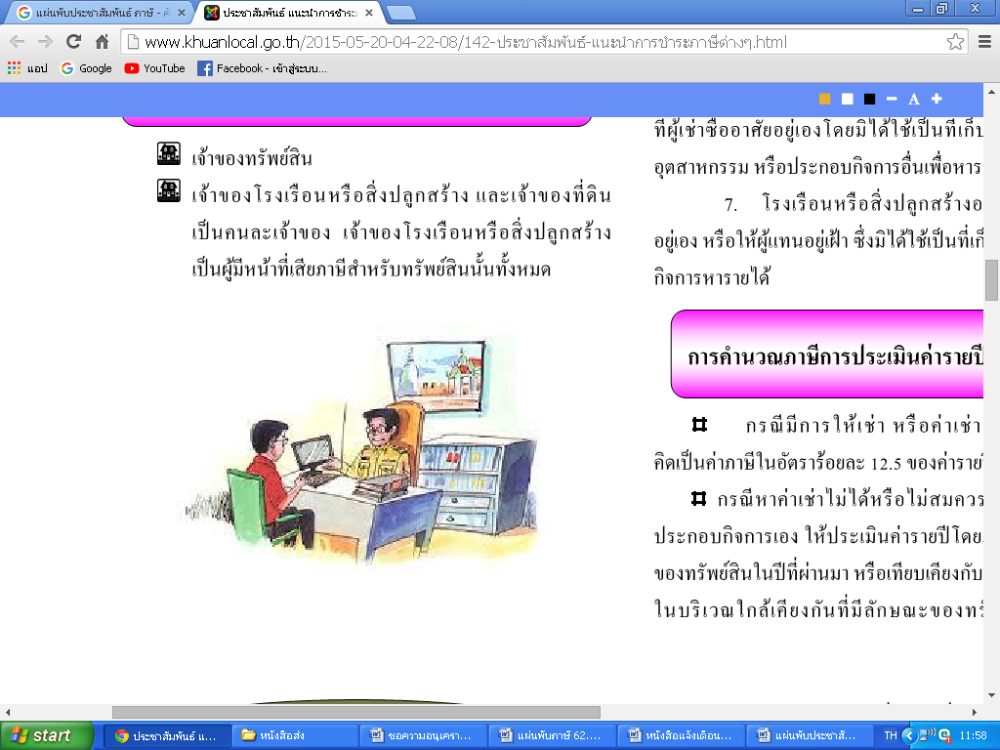 แผ่นพับประชาสัมพันธ์ ภาษี - ค้
ประชาสัมพันธ์ แนะนำการชำระ
www.khuanlocal.go.th/2015-05-20-04-22-08/142-ประชาสัมพันธ์-แนะนำการชำระภาษีต่างๆ.html
แอป Google YouTube Facebook - เข้าสู่ระบบ...
A
เจ้าของทรัพย์สิน
เจ้าของโรงเรือนหรือสิ่งปลูกสร้าง และเจ้าของที่ดิน
เป็นคนละเจ้าของ เจ้าของโรงเรือนหรือสิ่งปลูกสร้าง
เป็นผู้มีหน้าที่เสียภาษีสำหรับทรัพย์สินนั้นทั้งหมด
ที่ผู้เช่าซื้ออาศัยอยู่เองโดยมิได้ใช้เป็นที่เก็บ
อุตสาหกรรม หรือประกอบกิจการอื่นเพื่อหาร
7. โรงเรือนหรือสิ่งปลูกสร้างอ
อยู่เอง หรือให้ผู้แทนอยู่เฝ้า ซึ่งมิได้ใช้เป็นที่เก็
กิจการหารายได้
การคำนวณภาษีการประเมินค่ารายปี
กรณีมีการให้เช่า หรือค่าเช่า
คิดเป็นค่าภาษีในอัตราร้อยละ 12.5 ของค่าราย
กรณีหาค่าเช่าไม่ได้หรือไม่สมคว
ประกอบกิจการเอง ให้ประเมินค่ารายปีโดย
ของทรัพย์สินในปีที่ผ่านมา หรือเทียบเคียงกับ
ในบริเวณใกล้เคียงกันที่มีลักษณะของทร
start ประชาสัมพันธ์ แ... หนังสือส่ง ขอความอนุเครา... แผ่นพับภาษี 62.... หนังสือแจ้งเตือน... แผ่นพับประชาสั... TH 11:58